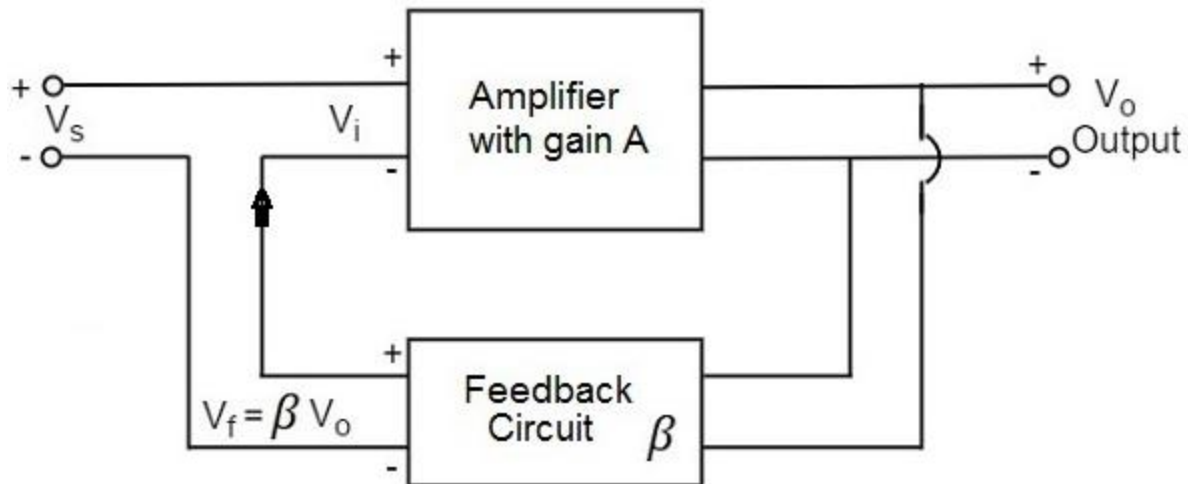 +
+
+
V_s
V_i
Amplifier
with gain A
V_o
-
-
-
Output
+
Feedback
Circuit β
V_f = β V_o
-